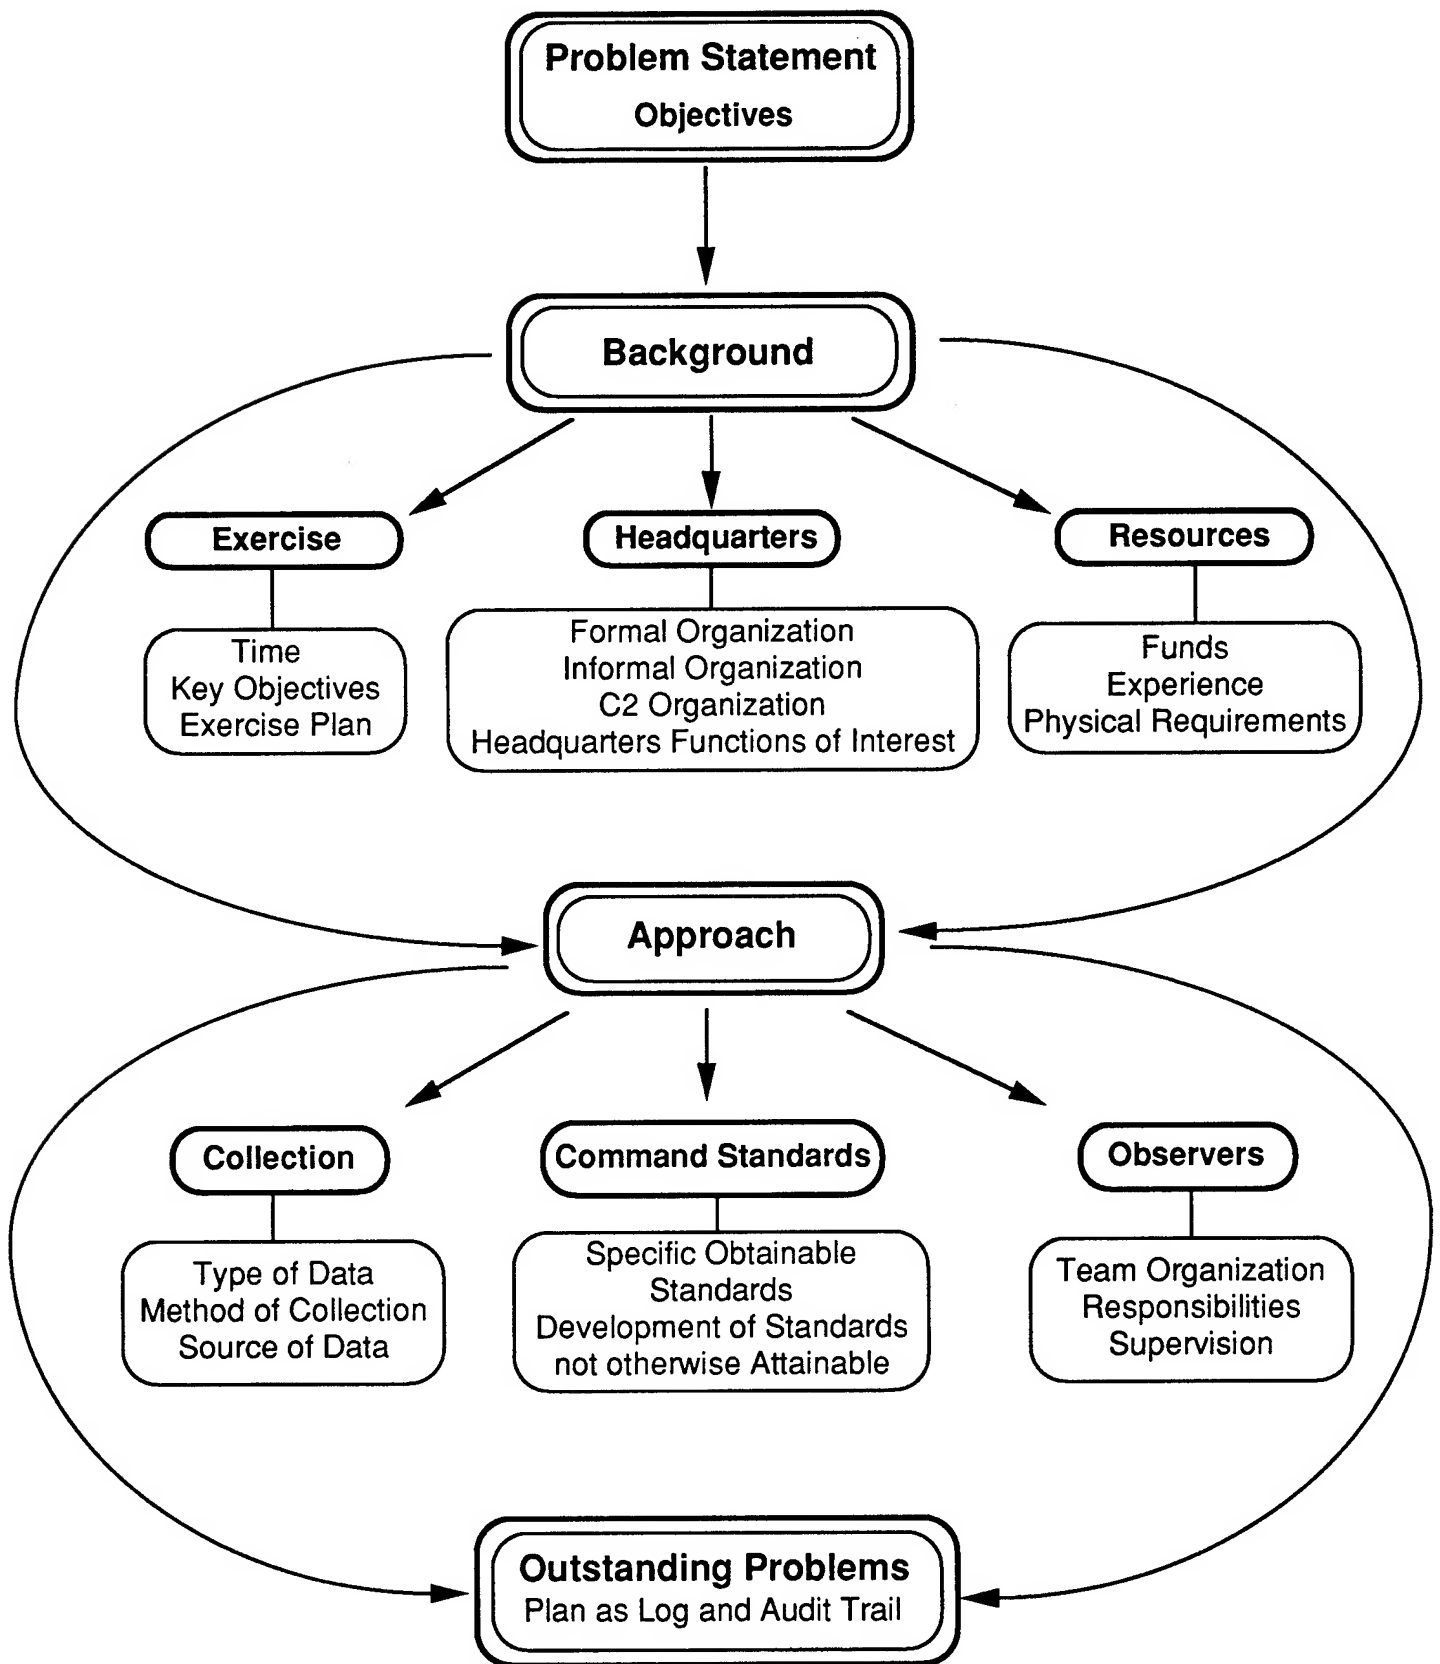 Problem Statement
Objectives
Background
Exercise
Time
Key Objectives
Exercise Plan
Headquarters
Formal Organization
Informal Organization
C2 Organization
Headquarters Functions of Interest
Resources
Funds
Experience
Physical Requirements
Approach
Collection
Type of Data
Method of Collection
Source of Data
Command Standards
Specific Obtainable
Standards
Development of Standards
not otherwise Attainable
Observers
Team Organization
Responsibilities
Supervision
Outstanding Problems
Plan as Log and Audit Trail